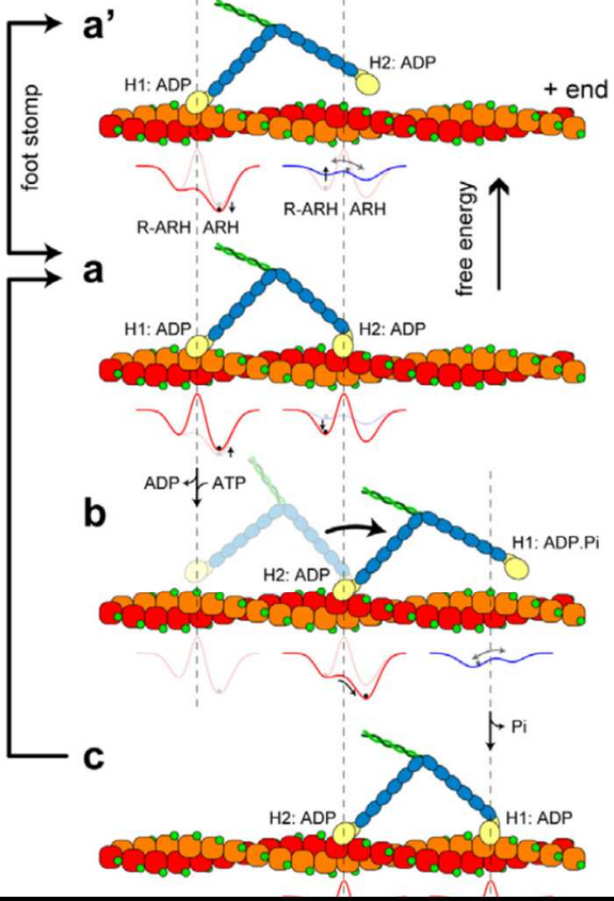 a’
H2: ADP
H1: ADP
+ end
foot stomp
R-ARH ARH
R-ARH ARH
free energy
a
H1: ADP
H2: ADP
ADP ATP
b
H1: ADP.Pi
H2: ADP
Pi
c
H2: ADP
H1: ADP